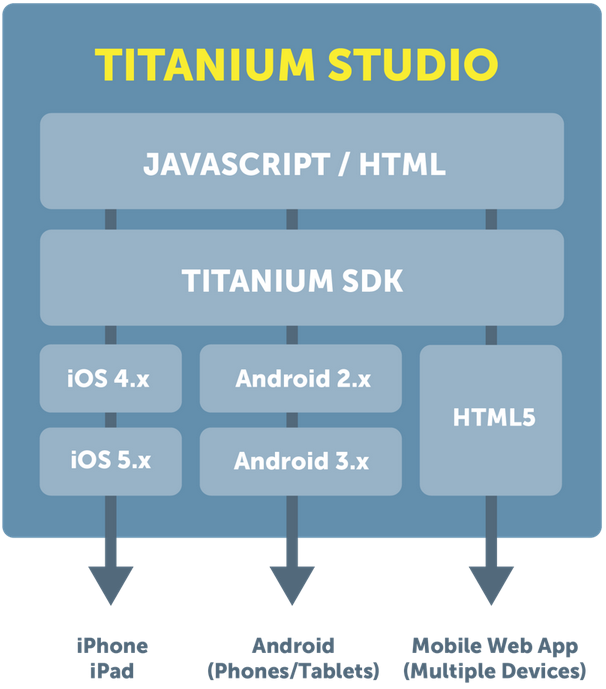 TITANIUM STUDIO
JAVASCRIPT / HTML
TITANIUM SDK
iOS 4.x
Android 2.x
HTML5
iOS 5.x
Android 3.x
iPhone
iPad
Android
(Phones/Tablets)
Mobile Web App
(Multiple Devices)